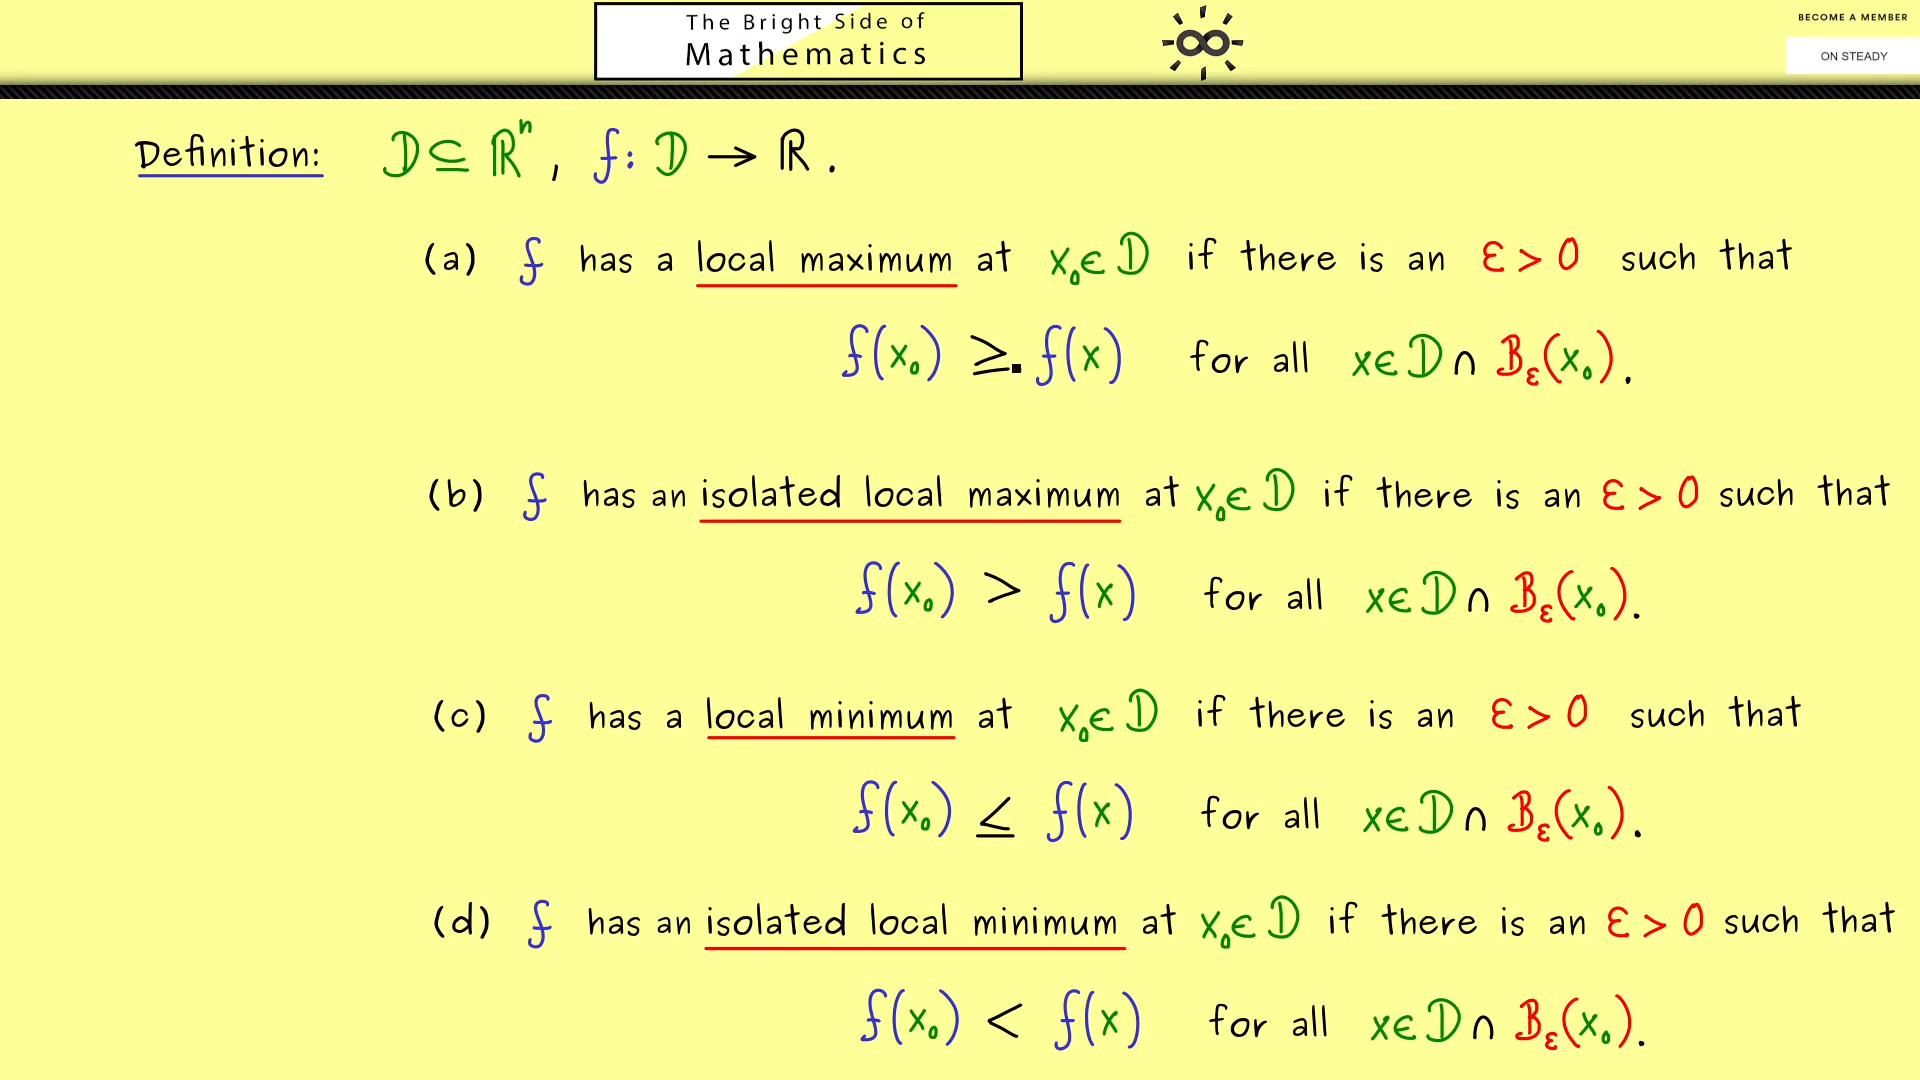 The Bright Side of
Mathematics
BECOME A MEMBER
ON STEADY
Definition: D ⊆ ℝⁿ, f: D → ℝ.
(a) f has a local maximum at x₀∈D if there is an ε > 0 such that
f(x₀) ≥ f(x) for all x∈D∩B_ε(x₀).
(b) f has an isolated local maximum at x₀∈D if there is an ε > 0 such that
f(x₀) > f(x) for all x∈D∩B_ε(x₀).
(c) f has a local minimum at x₀∈D if there is an ε > 0 such that
f(x₀) ≤ f(x) for all x∈D∩B_ε(x₀).
(d) f has an isolated local minimum at x₀∈D if there is an ε > 0 such that
f(x₀) < f(x) for all x∈D∩B_ε(x₀).